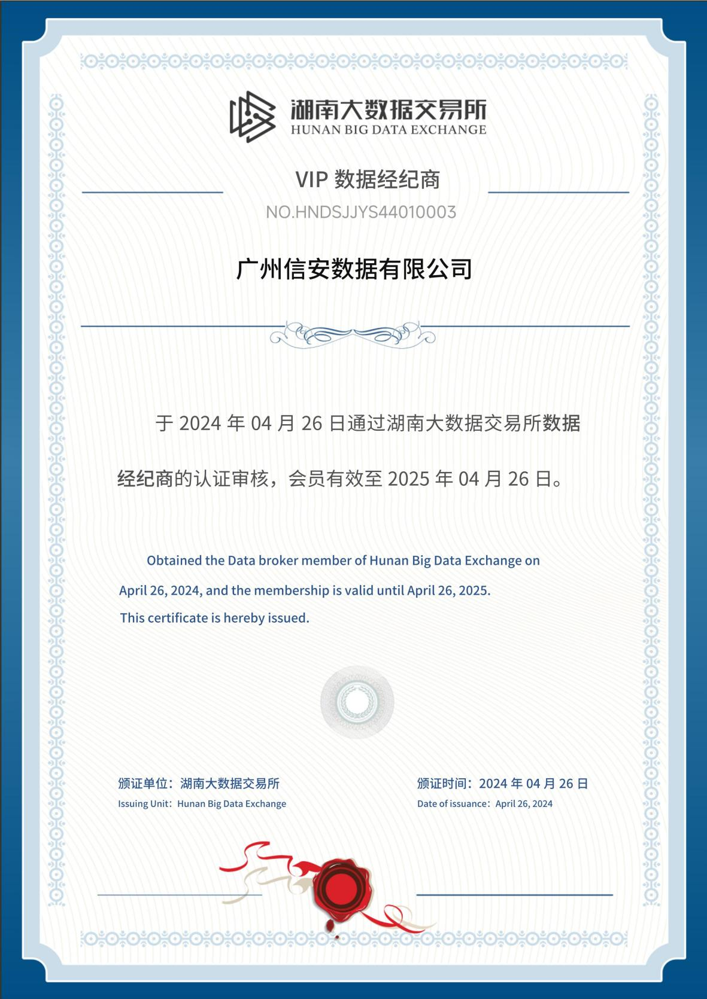 湖南大数据交易所
HUNAN BIG DATA EXCHANGE
VIP 数据经纪商
NO.HNDSJJYS44010003
广州信安数据有限公司
于 2024 年 04 月 26 日通过湖南大数据交易所数据
经纪商的认证审核，会员有效至 2025 年 04 月 26 日。
Obtained the Data broker member of Hunan Big Data Exchange on
April 26, 2024, and the membership is valid until April 26, 2025.
This certificate is hereby issued.
颁证单位：湖南大数据交易所
Issuing Unit：Hunan Big Data Exchange
颁证时间：2024 年 04 月 26 日
Date of issuance：April 26, 2024